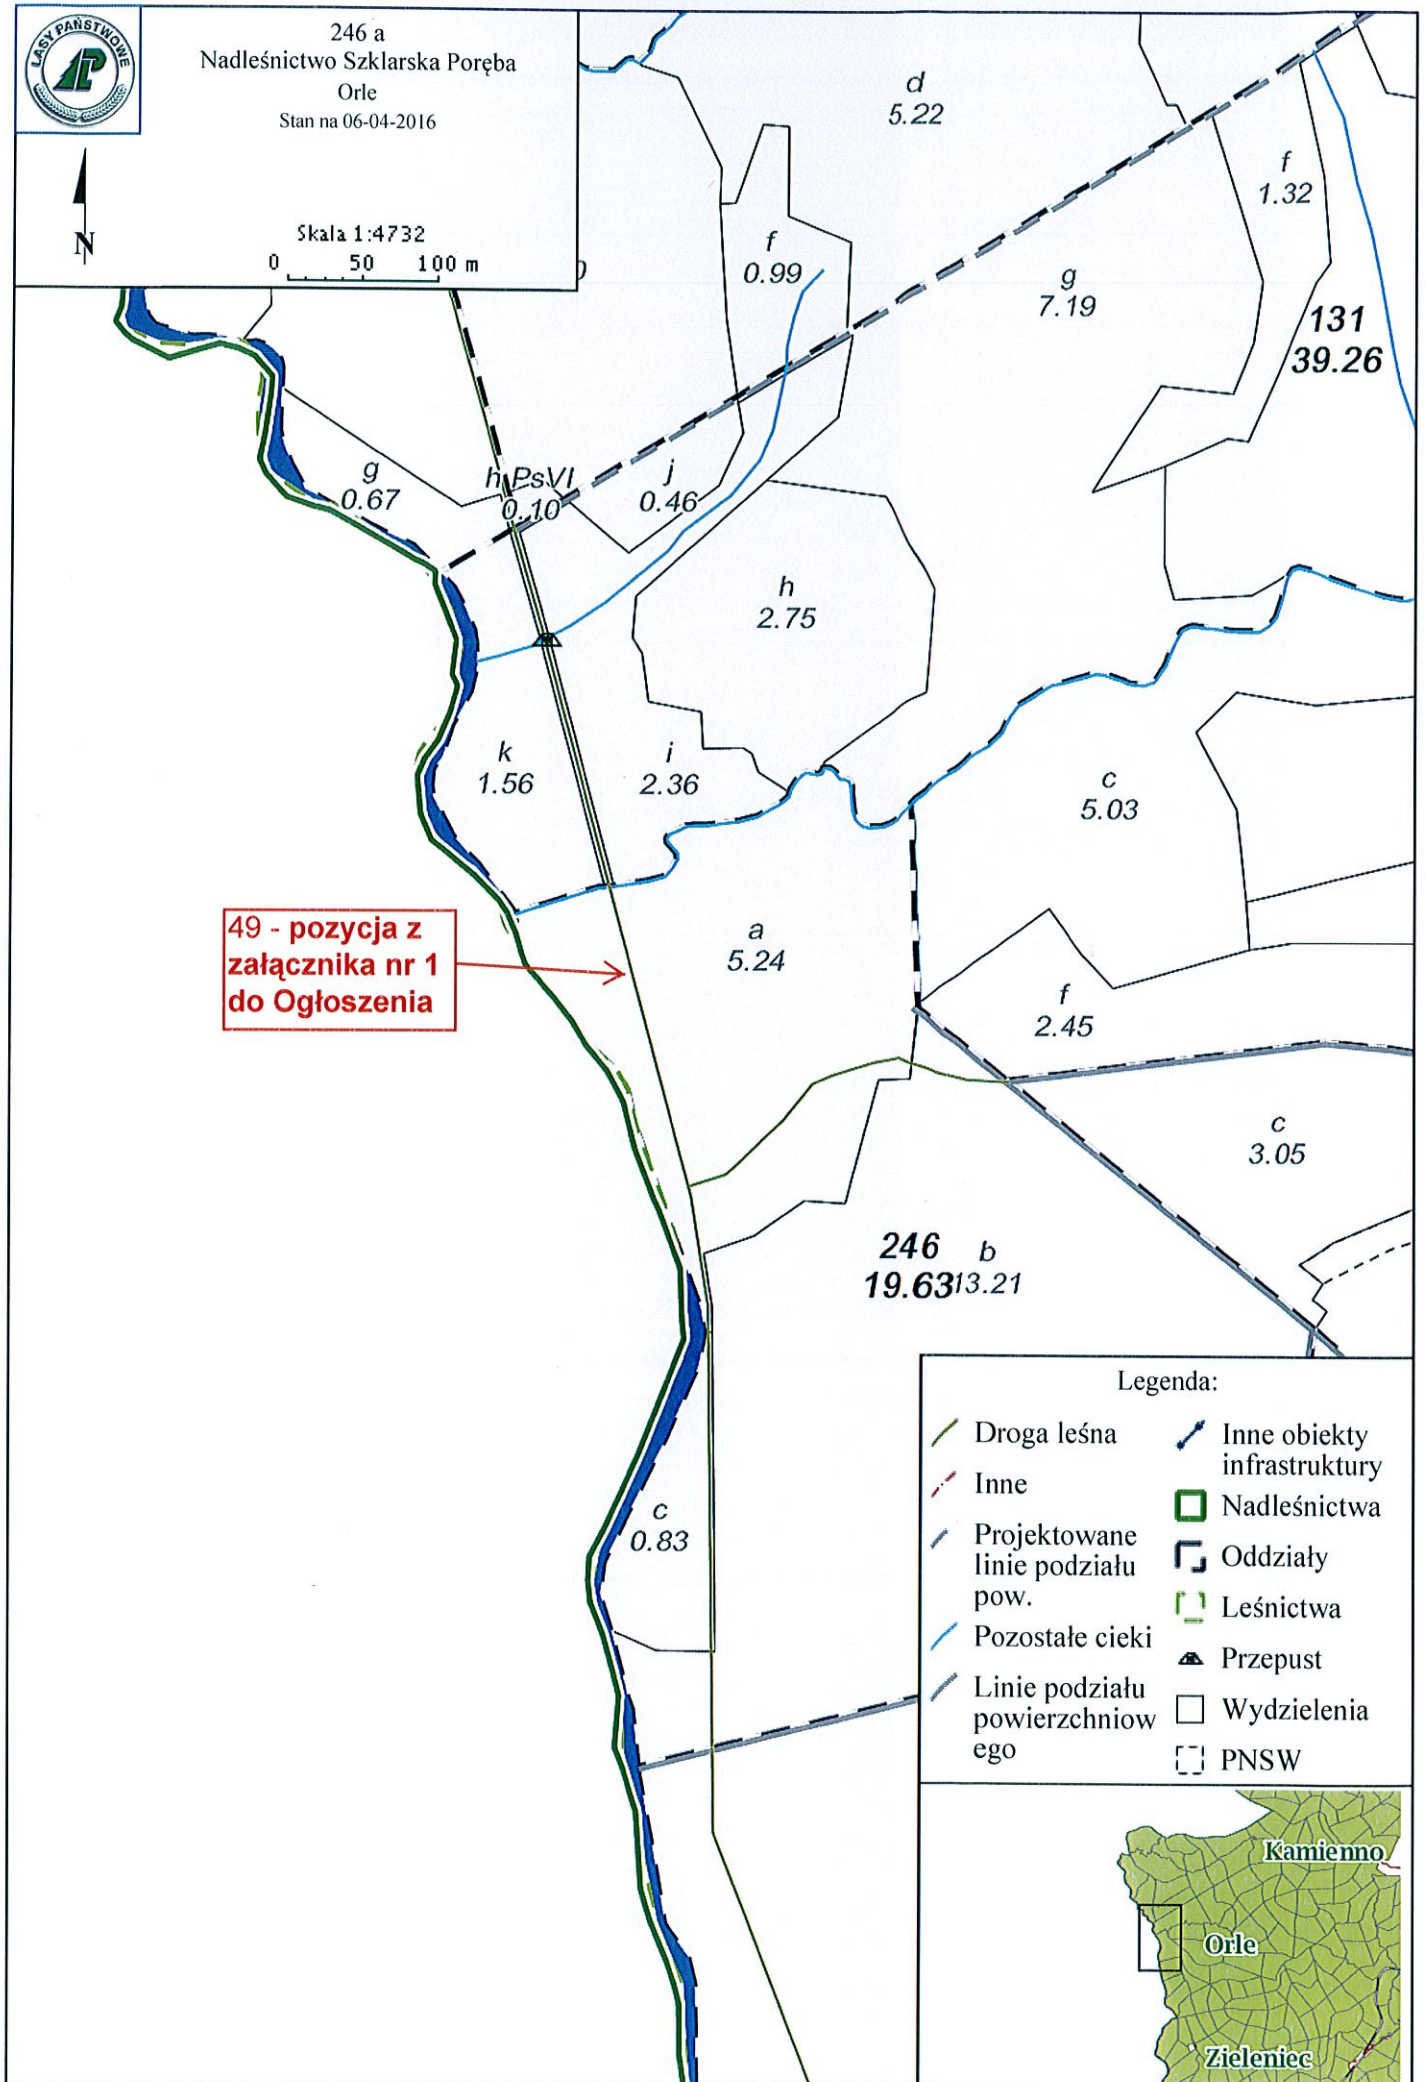 LASY PAŃSTWOWE
246 a
Nadleśnictwo Szklarska Poręba
Orle
Stan na 06-04-2016
N
Skala 1:4732
0 50 100 m
d
5.22
f
1.32
f
0.99
g
7.19
131
39.26
g
0.67
h PsVI
0.10
j
0.46
h
2.75
k
1.56
i
2.36
c
5.03
49 - pozycja z
załącznika nr 1
do Ogłoszenia
a
5.24
f
2.45
c
3.05
246 b
19.63 13.21
c
0.83
Legenda:
Droga leśna
Inne
Projektowane
linie podziału
pow.
Pozostałe cieki
Linie podziału
powierzchniow
ego
Inne obiekty
infrastruktury
Nadleśnictwa
Oddziały
Leśnictwa
Przepust
Wydzielenia
PNSW
Kamienno
Orle
Zieleniec